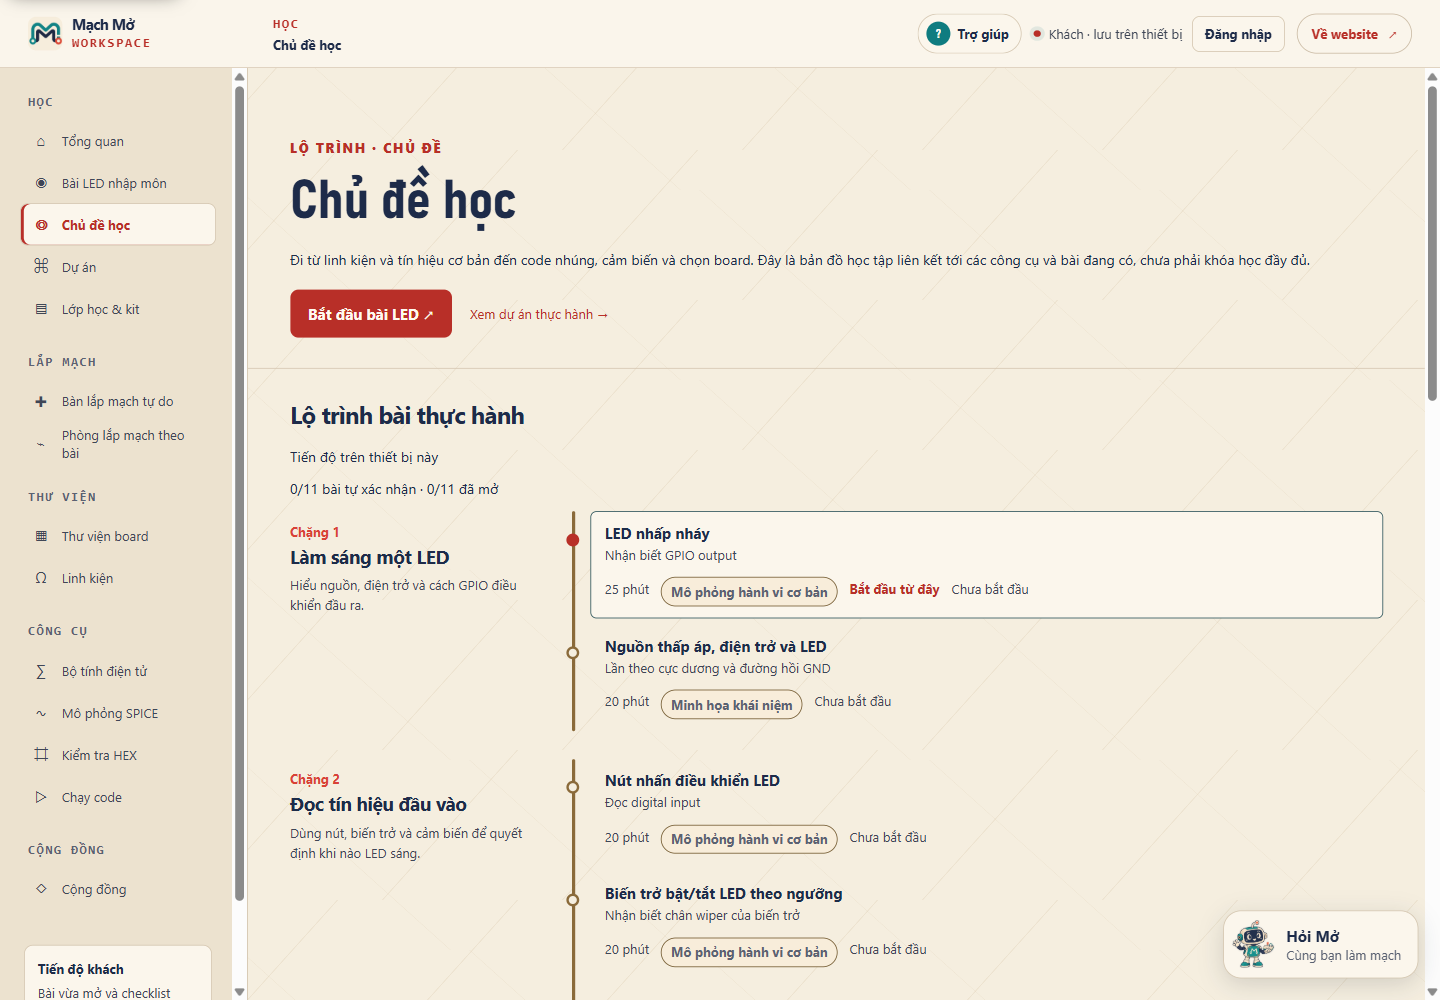 Mạch Mở
WORKSPACE
HỌC
Chủ đề học
? Trợ giúp
Khách · lưu trên thiết bị
Đăng nhập
Về website ↗
HỌC
Tổng quan
Bài LED nhập môn
Chủ đề học
Dự án
Lớp học & kit
LẮP MẠCH
Bàn lắp mạch tự do
Phòng lắp mạch theo
bài
THƯ VIỆN
Thư viện board
Linh kiện
CÔNG CỤ
Bộ tính điện tử
Mô phỏng SPICE
Kiểm tra HEX
Chạy code
CỘNG ĐỒNG
Cộng đồng
Tiến độ khách
Bài vừa mở và checklist
LỘ TRÌNH · CHỦ ĐỀ
Chủ đề học
Đi từ linh kiện và tín hiệu cơ bản đến code nhúng, cảm biến và chọn board. Đây là bản đồ học tập liên kết tới các công cụ và bài đang có, chưa phải khóa học đầy đủ.
Bắt đầu bài LED ↗
Xem dự án thực hành →
Lộ trình bài thực hành
Tiến độ trên thiết bị này
0/11 bài tự xác nhận · 0/11 đã mở
Chặng 1
Làm sáng một LED
Hiểu nguồn, điện trở và cách GPIO điều
khiển đầu ra.
LED nhấp nháy
Nhận biết GPIO output
25 phút Mô phỏng hành vi cơ bản Bắt đầu từ đây Chưa bắt đầu
Nguồn thấp áp, điện trở và LED
Lần theo cực dương và đường hồi GND
20 phút Minh họa khái niệm Chưa bắt đầu
Chặng 2
Đọc tín hiệu đầu vào
Dùng nút, biến trở và cảm biến để quyết
định khi nào LED sáng.
Nút nhấn điều khiển LED
Đọc digital input
20 phút Mô phỏng hành vi cơ bản Chưa bắt đầu
Biến trở bật/tắt LED theo ngưỡng
Nhận biết chân wiper của biến trở
20 phút Mô phỏng hành vi cơ bản Chưa bắt đầu
Hỏi Mở
Cùng bạn làm mạch